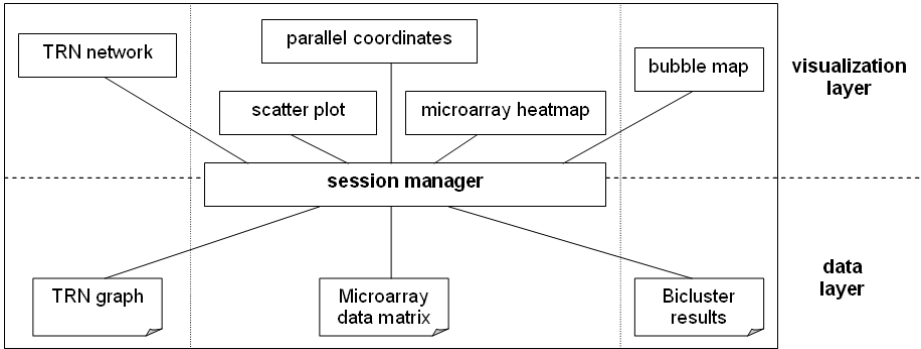 TRN network
parallel coordinates
bubble map
visualization
layer
scatter plot
microarray heatmap
session manager
TRN graph
Microarray
data matrix
Bicluster
results
data
layer